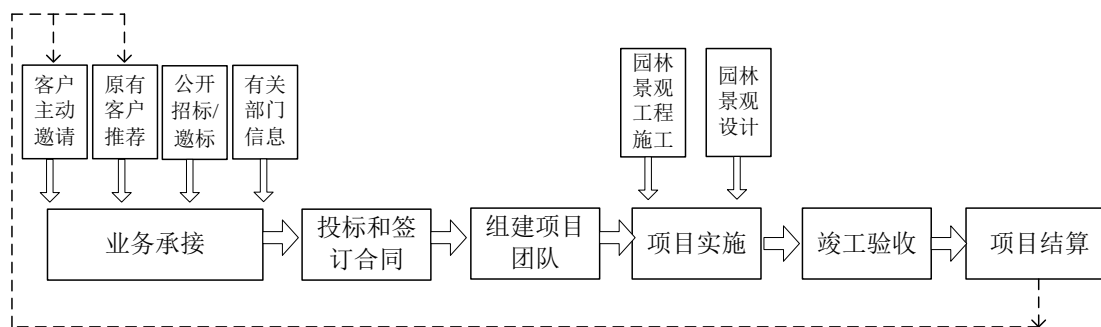 客户
主动
邀请
原有
客户
推荐
公开
招标/
邀标
有关
部门
信息
园林
景观
工程
施工
园林
景观
设计
业务承接
投标和签
订合同
组建项目
团队
项目实施
竣工验收
项目结算